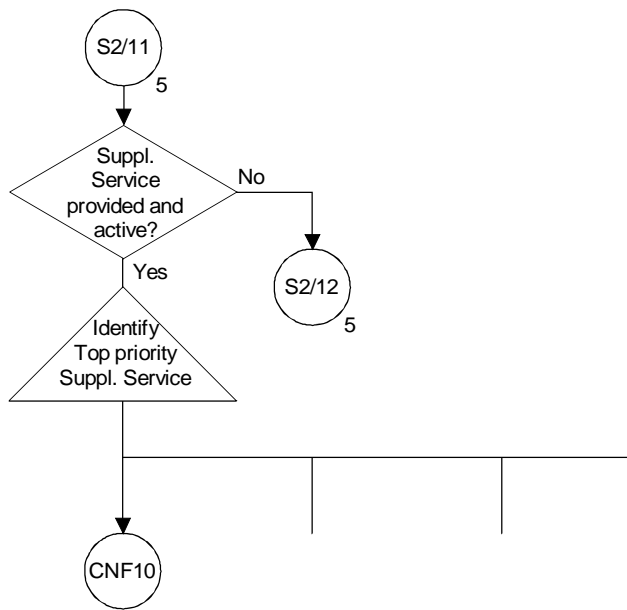 S2/11
5
Suppl.
Service
provided and
active?
No
Yes
S2/12
5
Identify
Top priority
Suppl. Service
CNF10